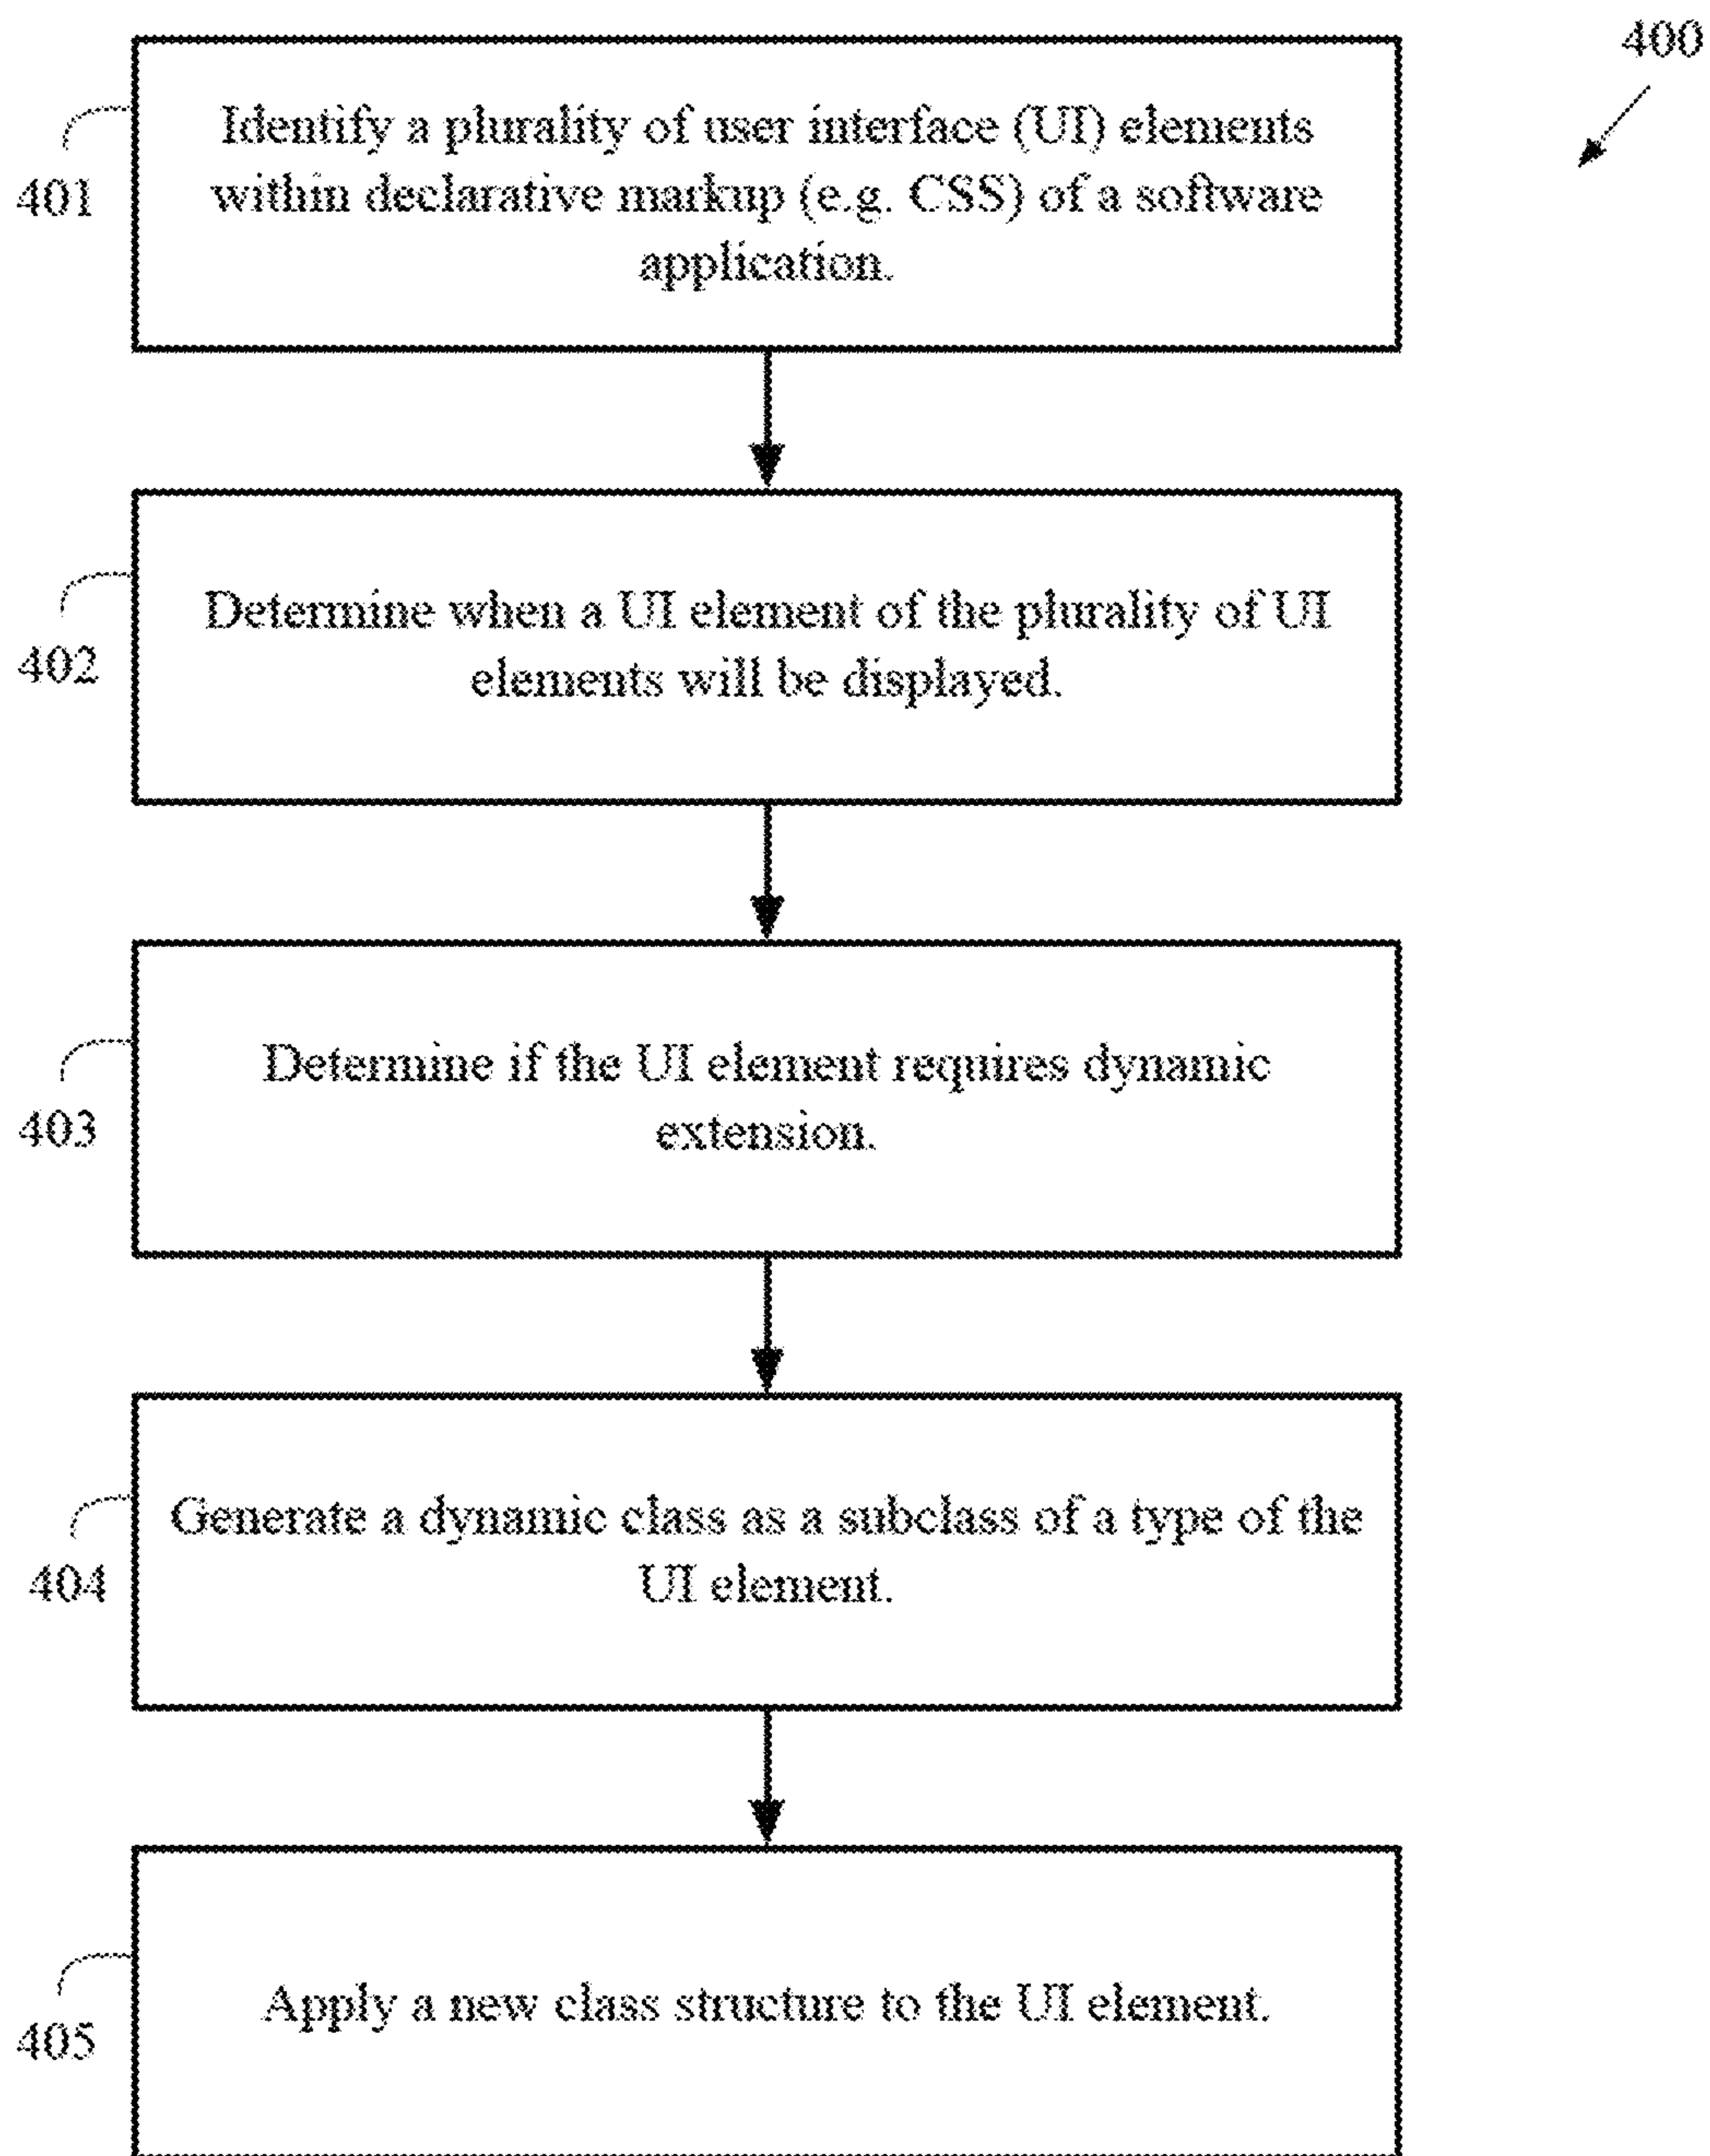 400
401
Identify a plurality of user interface (UI) elements
within declarative markup (e.g. CSS) of a software
application.
402
Determine when a UI element of the plurality of UI
elements will be displayed.
403
Determine if the UI element requires dynamic
extension.
404
Generate a dynamic class as a subclass of a type of the
UI element.
405
Apply a new class structure to the UI element.